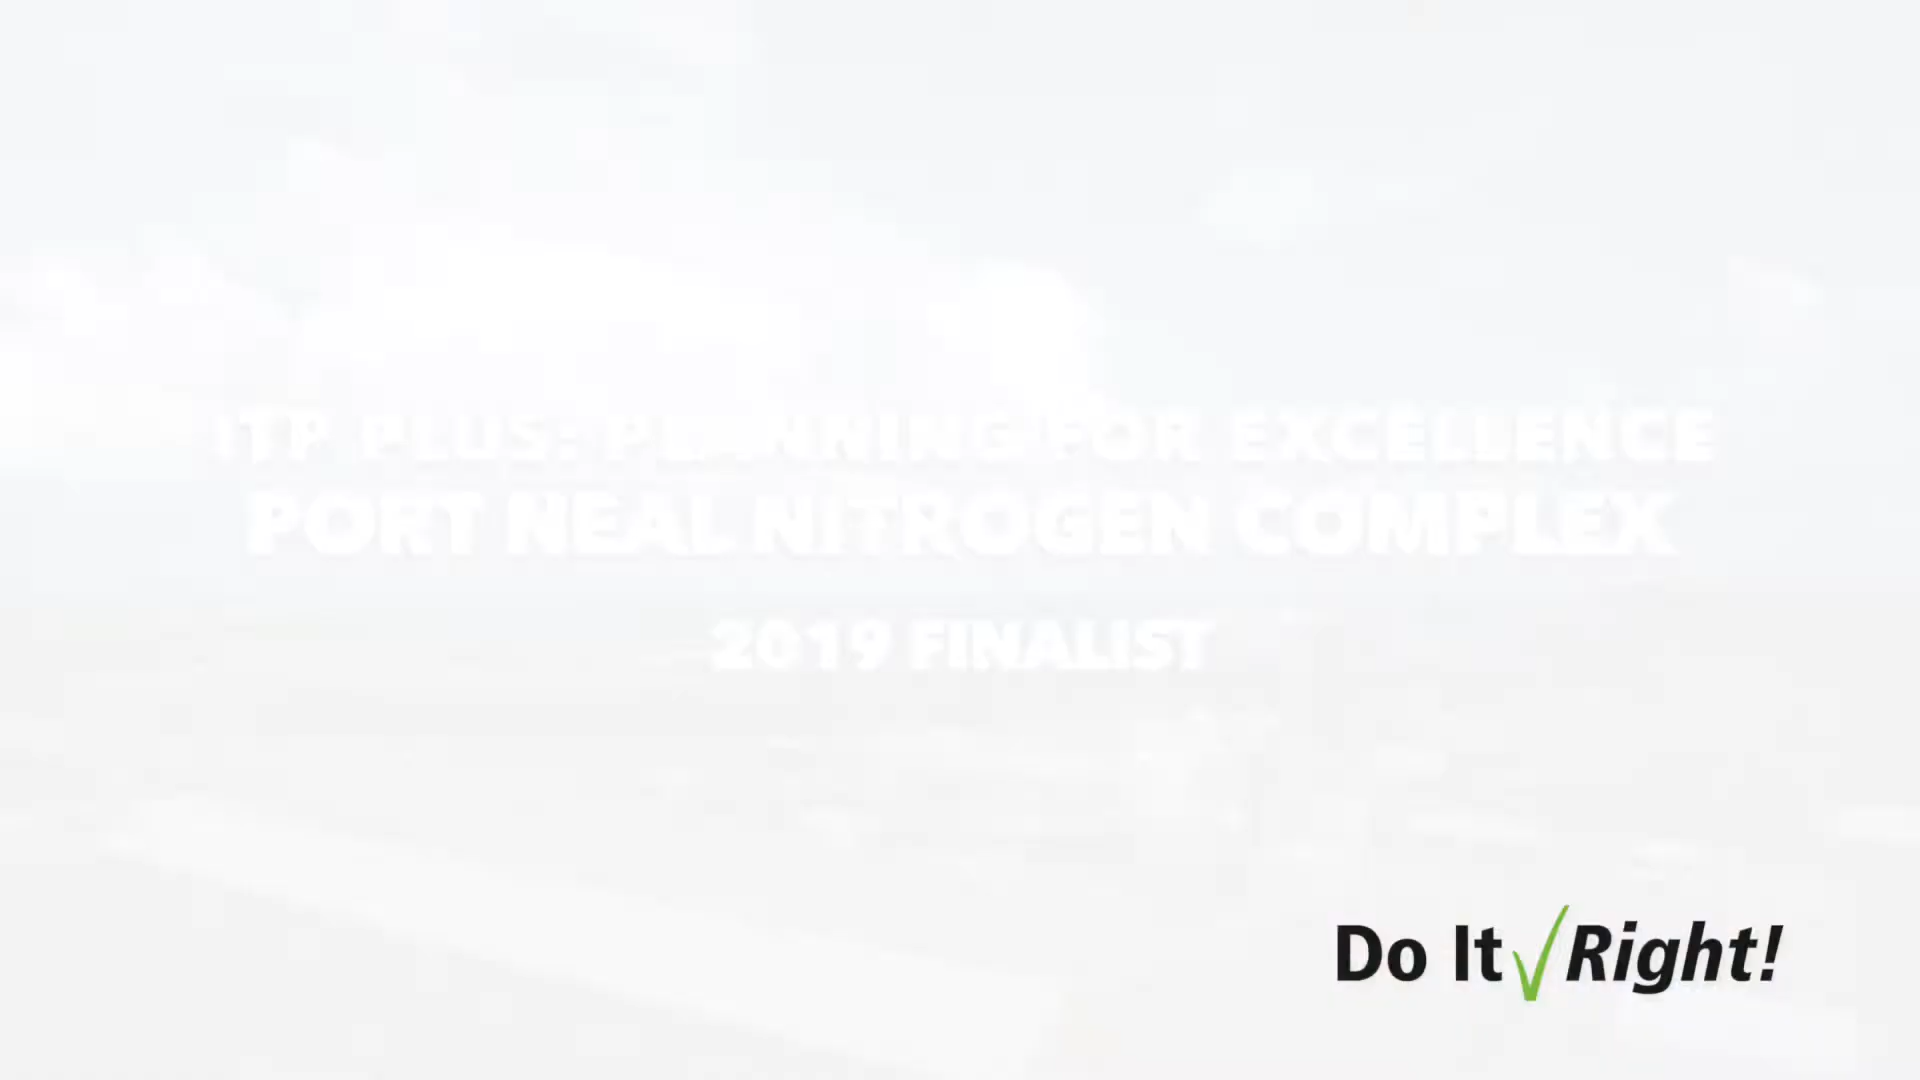 ITP PLUS: PLANNING FOR EXCELLENCE
PORT NEAL NITROGEN COMPLEX
2019 FINALIST
Do It Right!